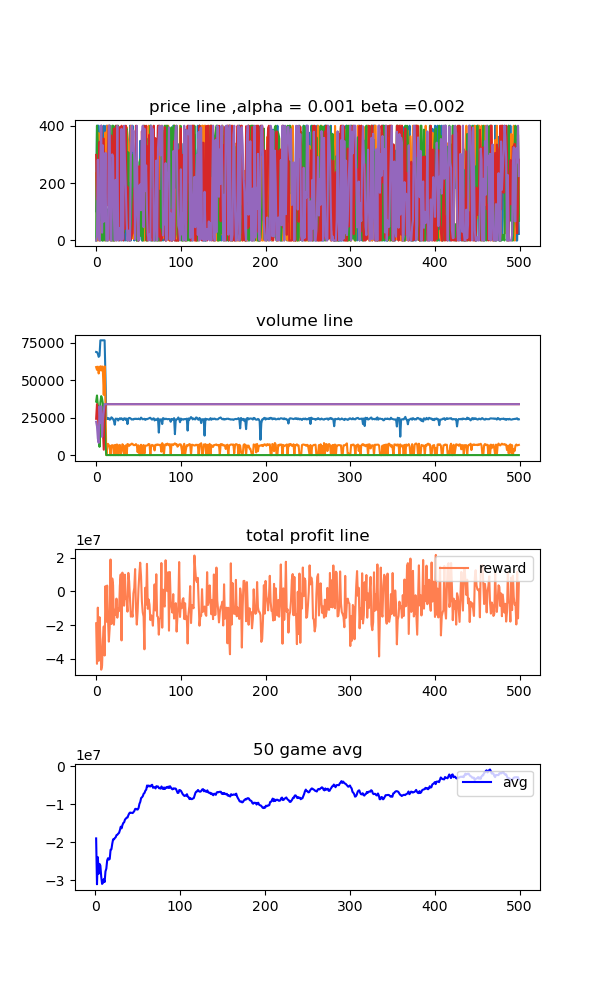 price line ,alpha = 0.001 beta =0.002
400
200
0
0 100 200 300 400 500
volume line
75000
50000
25000
0
0 100 200 300 400 500
total profit line
1e7
2
0
−2
−4
reward
0 100 200 300 400 500
50 game avg
1e7
0
−1
−2
−3
avg
0 100 200 300 400 500